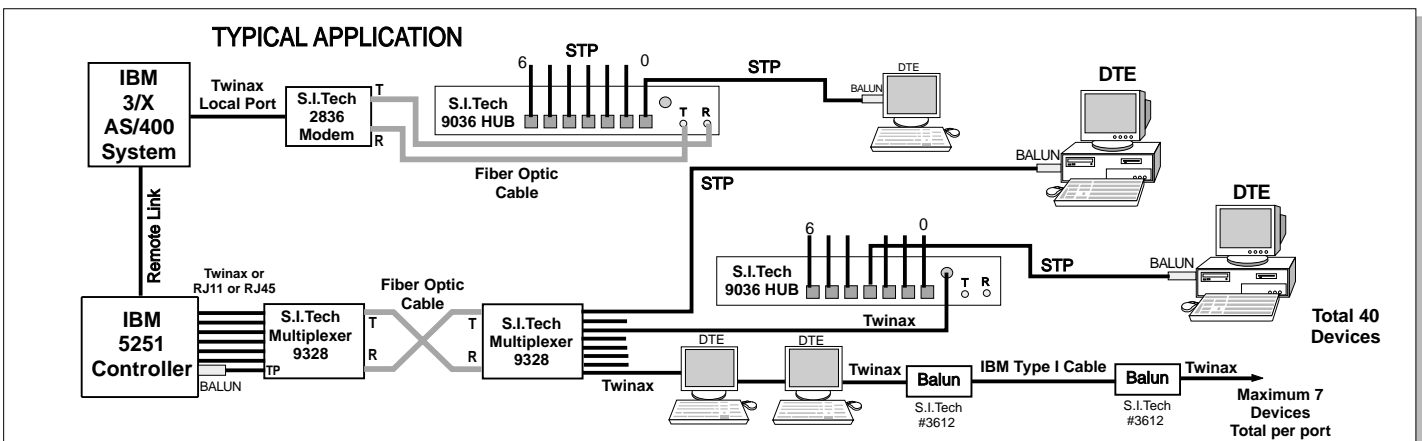 TYPICAL APPLICATION
IBM
3/X
AS/400
System
Twinax
Local Port
S.I.Tech
2836
Modem
T
R
STP
6
0
S.I.Tech
9036 HUB
T R
Fiber Optic
Cable
STP
BALUN
DTE
DTE
BALUN
STP
DTE
BALUN
STP
6
0
S.I.Tech
9036 HUB
T R
Twinax
Remote Link
IBM
5251
Controller
Twinax or
RJ11 or RJ45
BALUN
S.I.Tech
Multiplexer
9328
TP
T
R
Fiber Optic
Cable
T
R
S.I.Tech
Multiplexer
9328
Twinax
DTE
DTE
Twinax
Balun
S.I.Tech
#3612
IBM Type I Cable
Balun
S.I.Tech
#3612
Twinax
Total 40
Devices
Maximum 7
Devices
Total per port